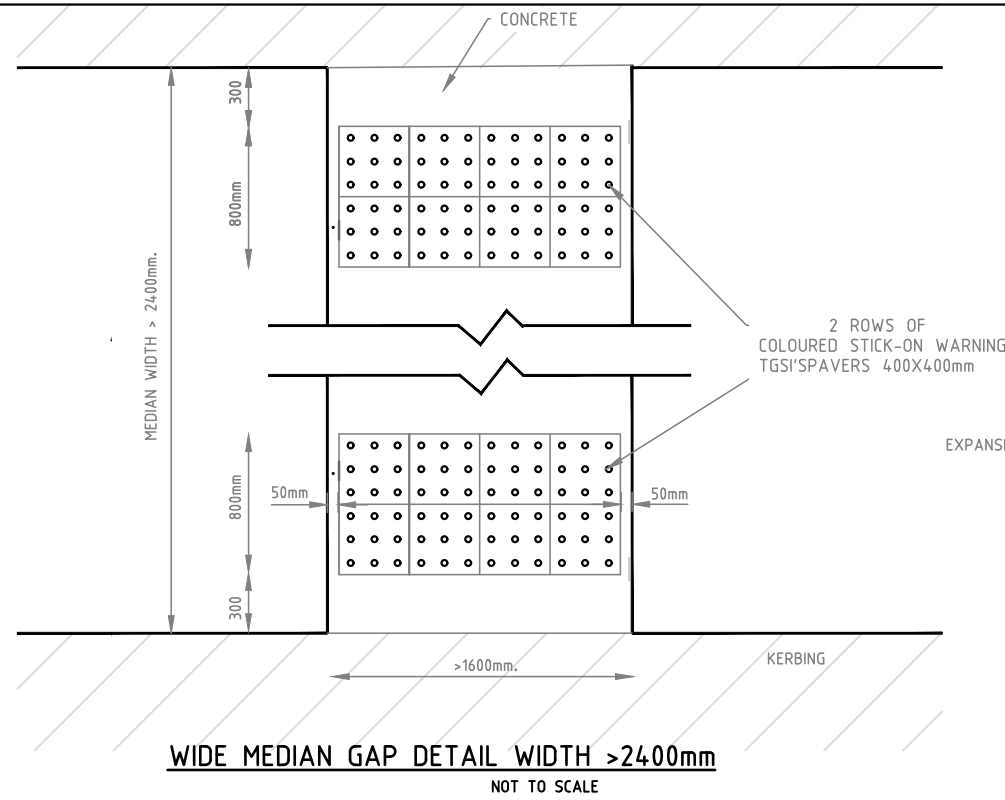 CONCRETE
300
800mm
MEDIAN WIDTH > 2400mm.
2 ROWS OF
COLOURED STICK-ON WARNING
TGSI'SPAVERS 400X400mm
EXPANSI
800mm
50mm
50mm
300
KERBING
>1600mm.
WIDE MEDIAN GAP DETAIL WIDTH >2400mm
NOT TO SCALE